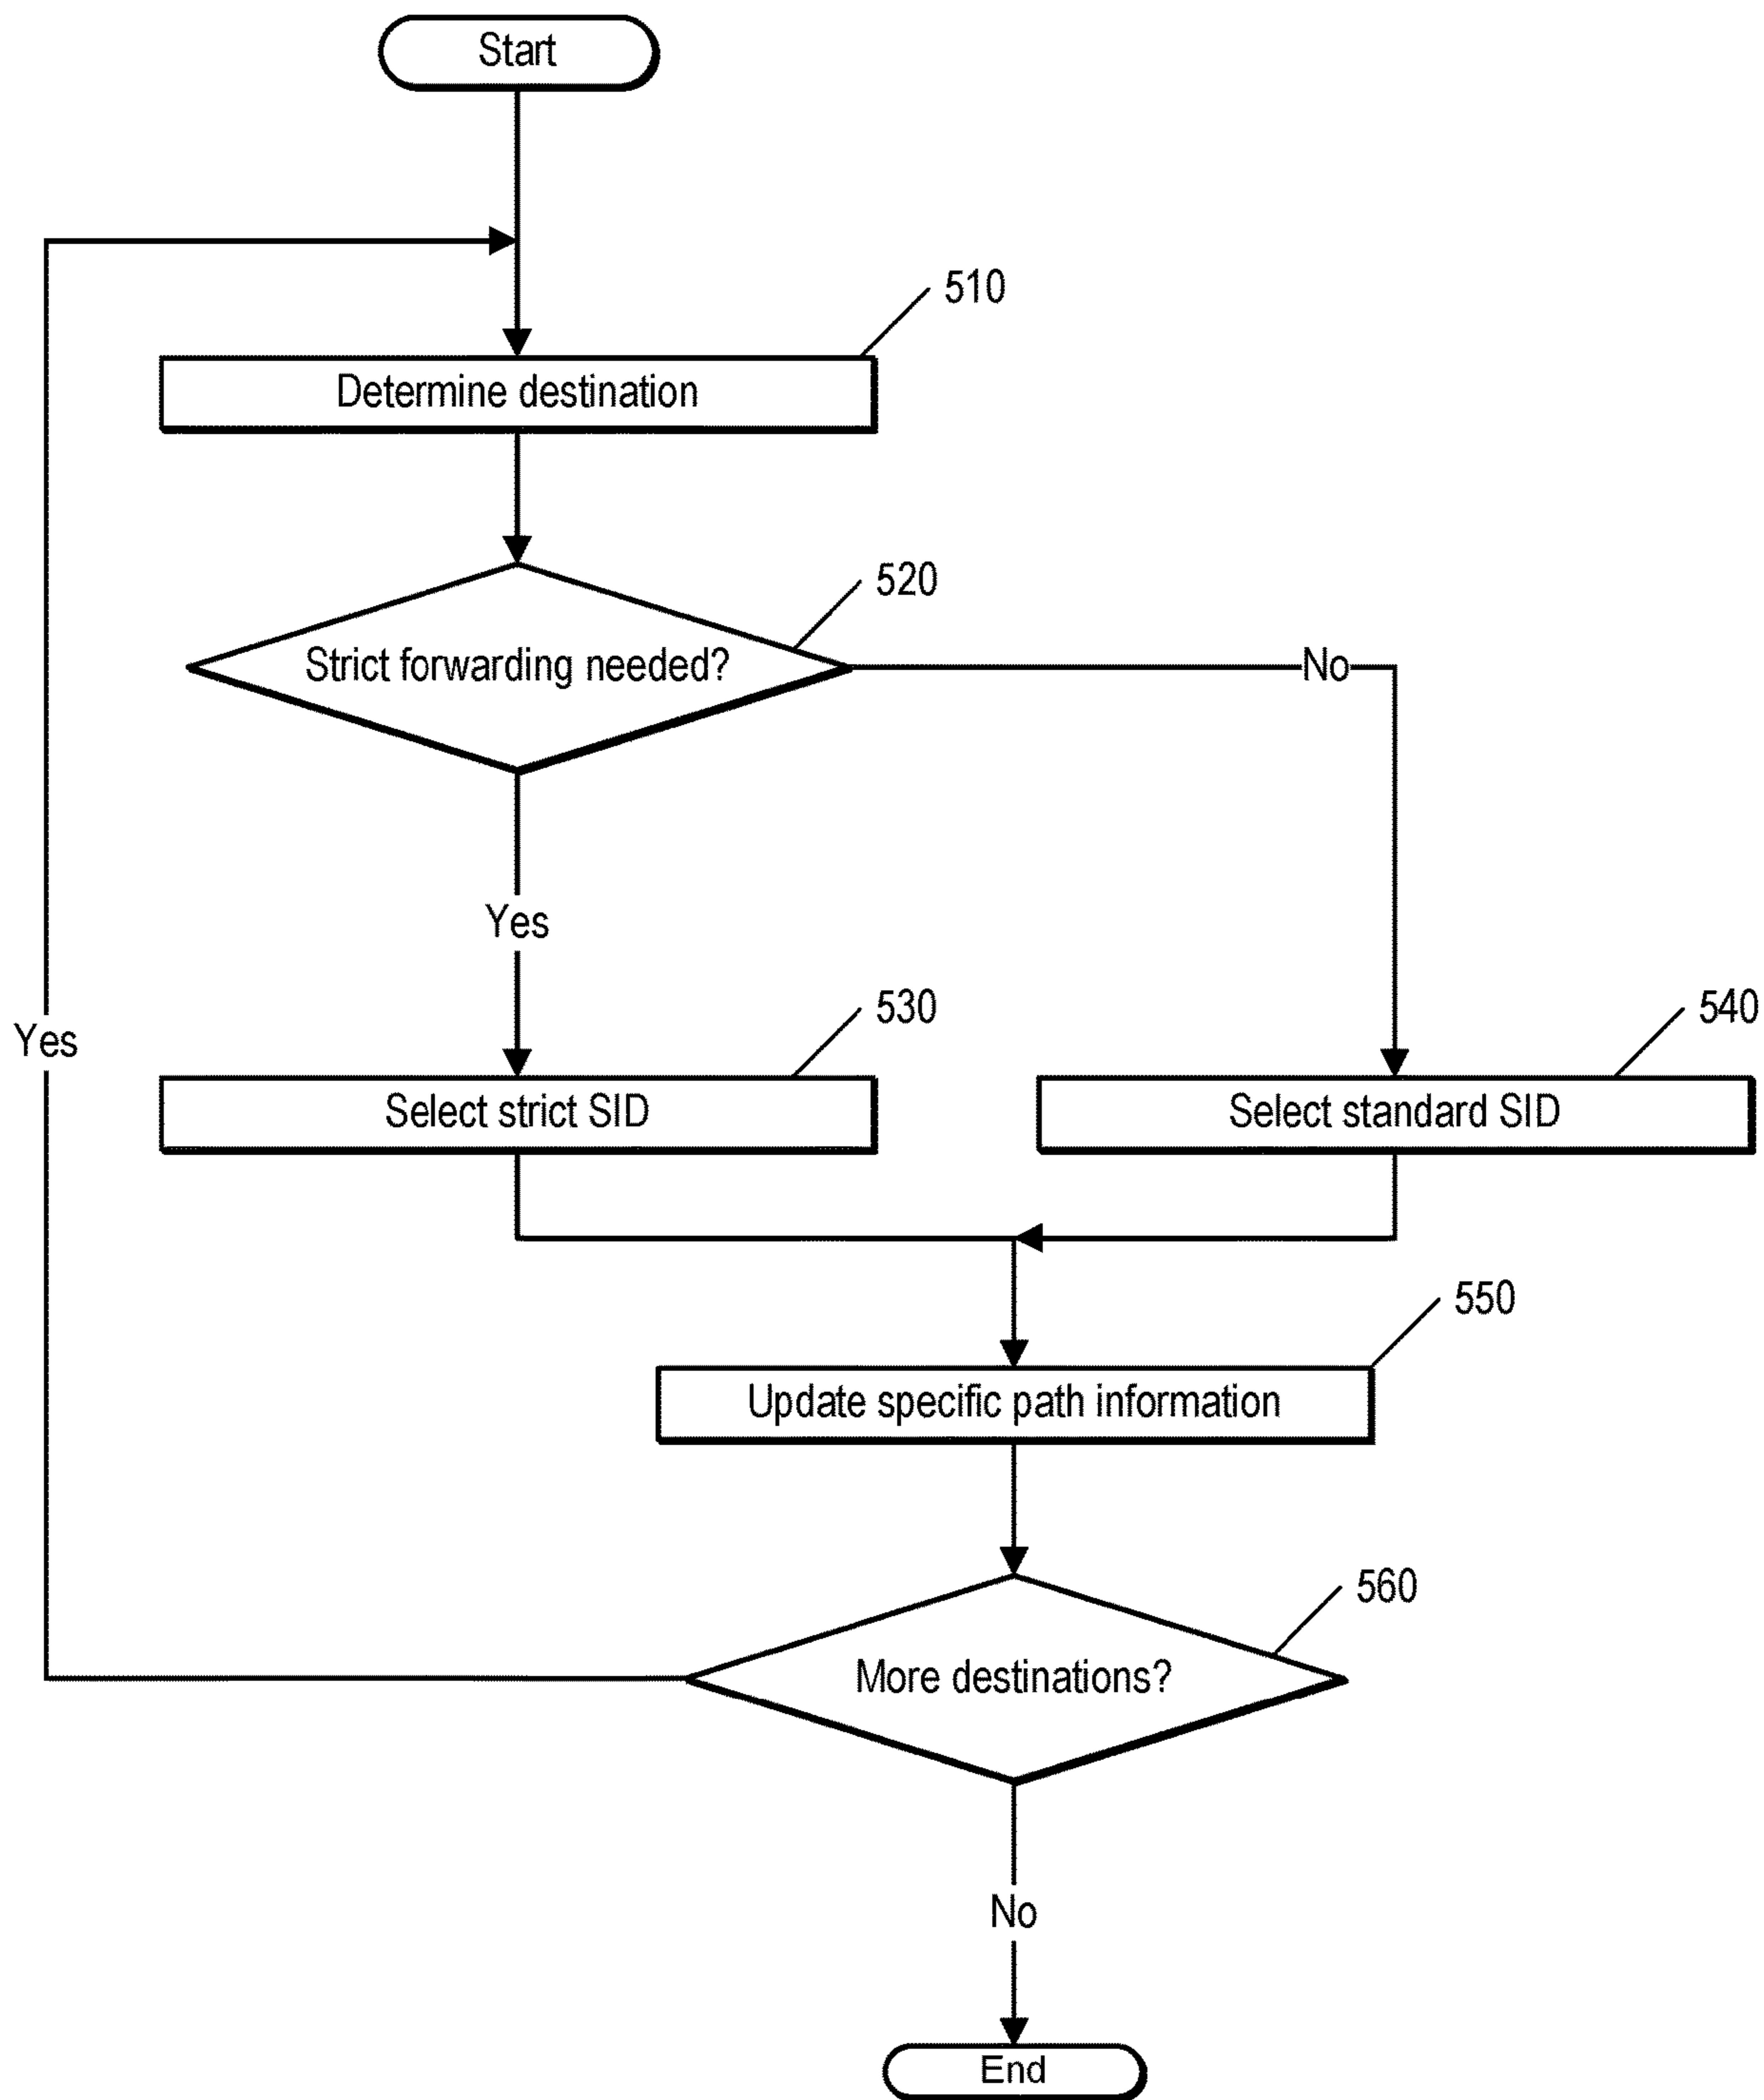 Start
510
Determine destination
520
Strict forwarding needed?
No
Yes
530
540
Yes
Select strict SID
Select standard SID
550
Update specific path information
560
More destinations?
No
End